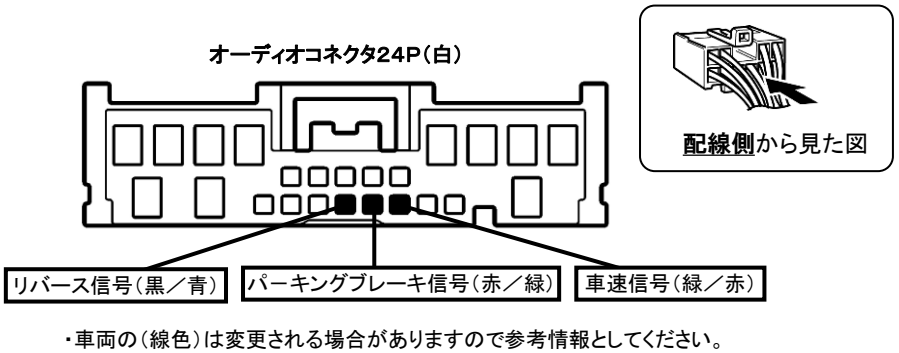 オーディオコネクタ24P(白)
配線側から見た図
リバース信号(黒/青)
パーキングブレーキ信号(赤/緑)
車速信号(緑/赤)
・車両の(線色)は変更される場合がありますので参考情報としてください。